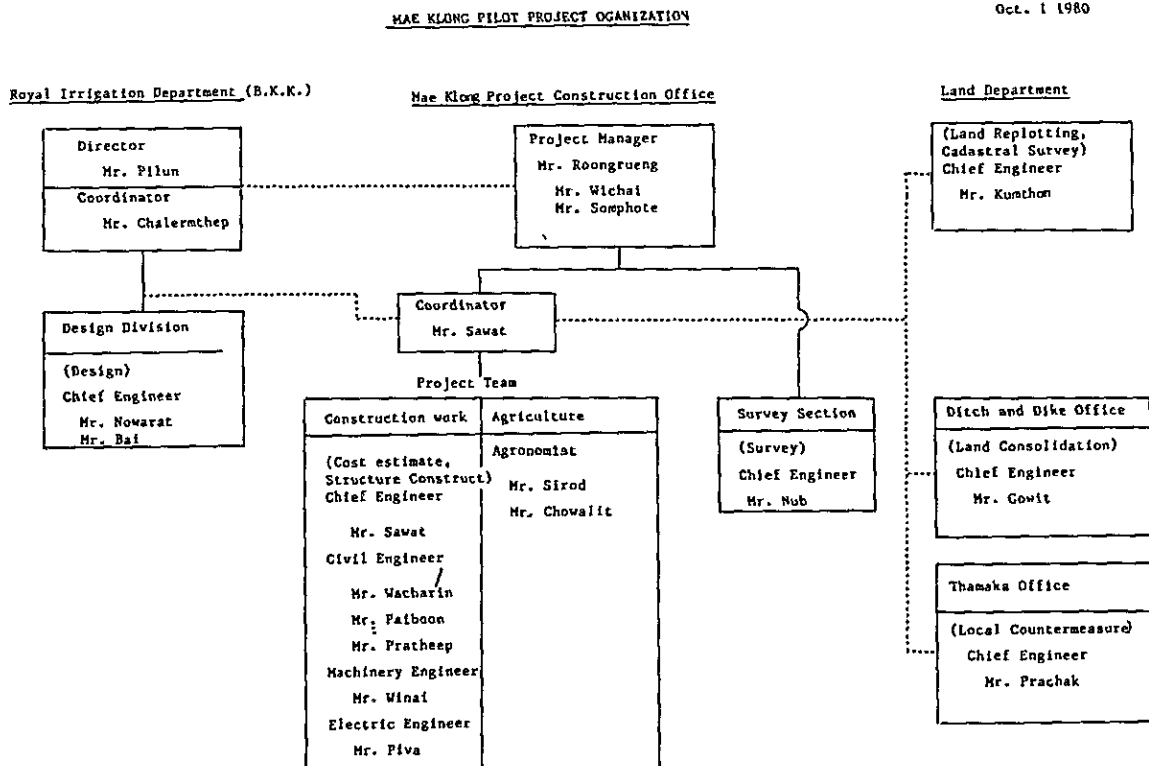 MAE KLONG PILOT PROJECT OGANIZATION
Oct. 1 1980
Royal Irrigation Department (B.K.K.)
Director
Mr. Pilun
Coordinator
Mr. Chalermthep
Design Division
(Design)
Chief Engineer
Mr. Nowarat
Mr. Bai
Mae Klong Project Construction Office
Project Manager
Mr. Roongrueng
Mr. Wichai
Mr. Somphote
Coordinator
Mr. Sawat
Project Team
Construction work
(Cost estimate,
Structure Construct)
Chief Engineer
Mr. Sawat
Civil Engineer
Mr. Wacharin
Mr. Paiboon
Mr. Pratheep
Machinery Engineer
Mr. Winai
Electric Engineer
Mr. Piva
Agriculture
Agronomist
Mr. Sirod
Mr. Chowalit
Survey Section
(Survey)
Chief Engineer
Mr. Nub
Land Department
(Land Replotting,
Cadastral Survey)
Chief Engineer
Mr. Kumthon
Ditch and Dike Office
(Land Consolidation)
Chief Engineer
Mr. Gowit
Thamaka Office
(Local Countermeasure)
Chief Engineer
Mr. Prachak